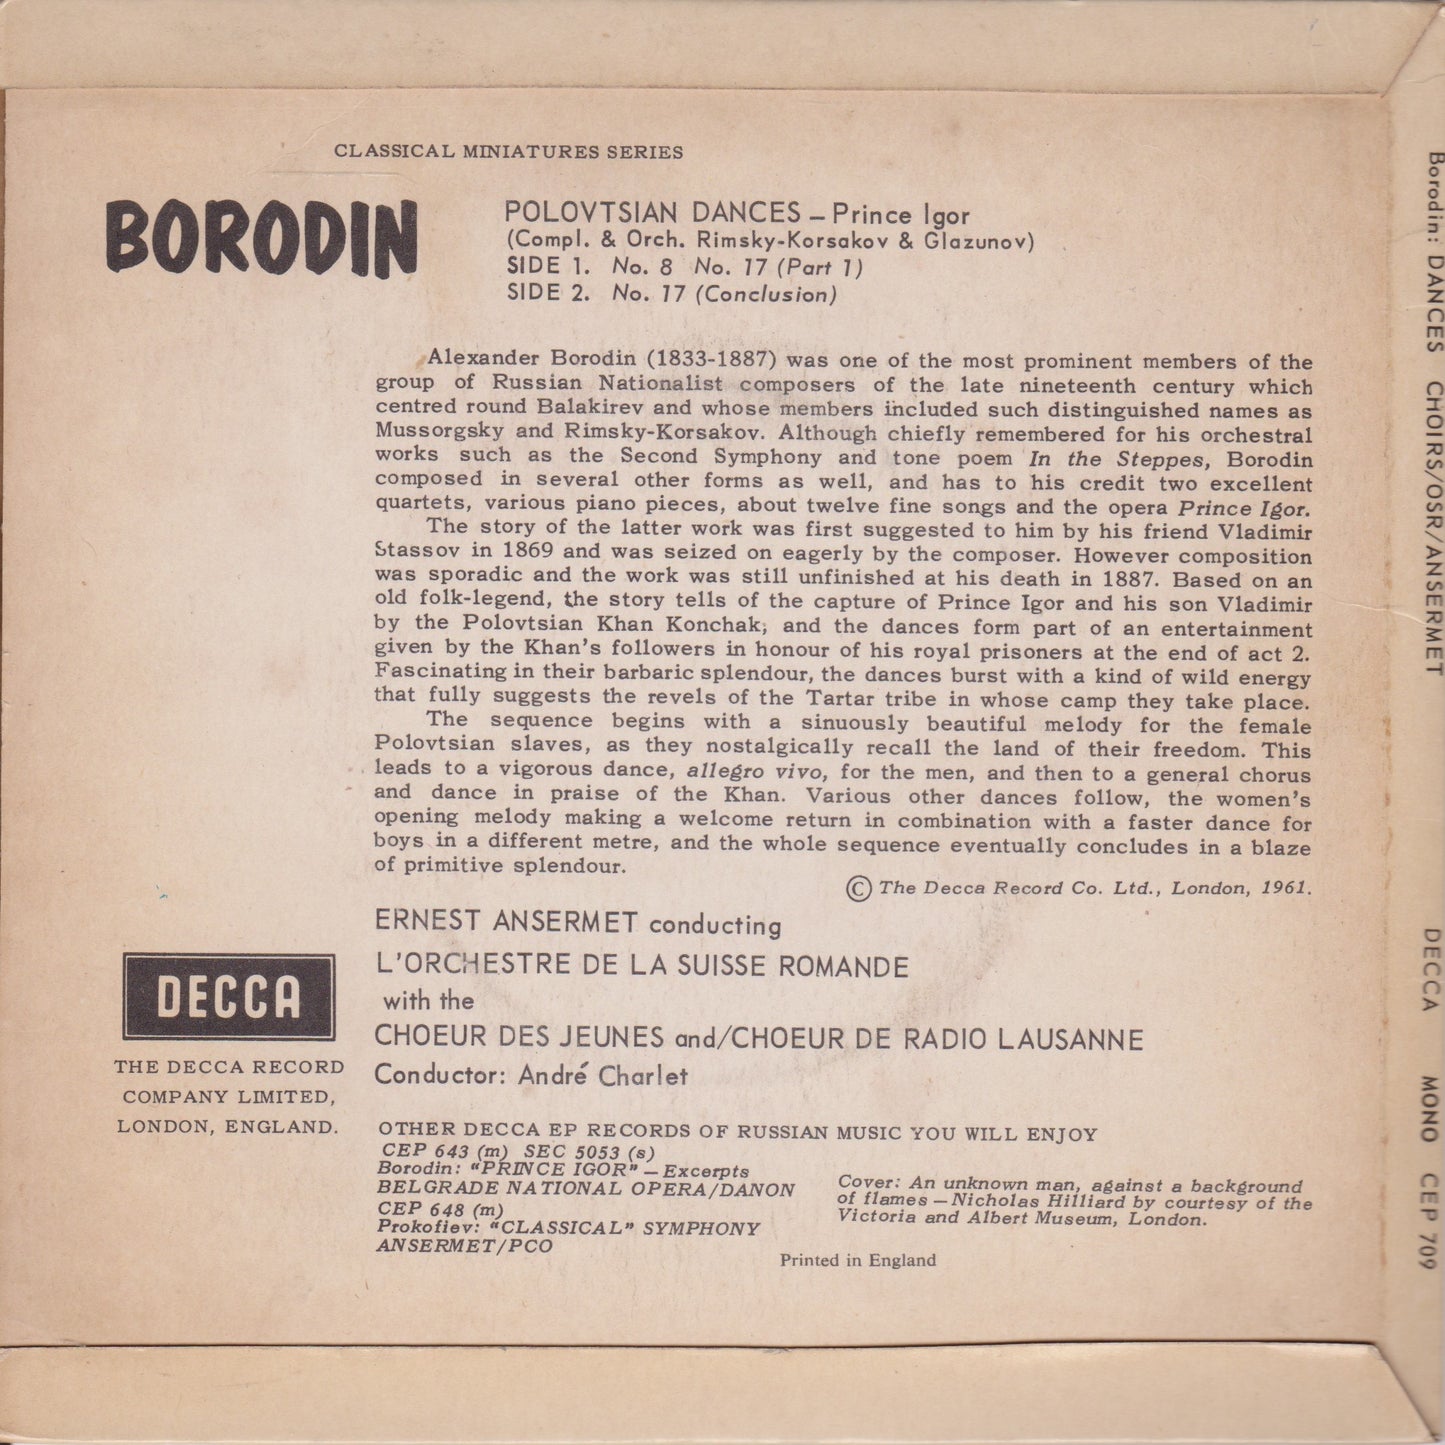 CLASSICAL MINIATURES SERIES
BORODIN
POLOVTSIAN DANCES – Prince Igor
(Compl. & Orch. Rimsky-Korsakov & Glazunov)
SIDE 1. No. 8 No. 17 (Part 1)
SIDE 2. No. 17 (Conclusion)
Alexander Borodin (1833-1887) was one of the most prominent members of the
group of Russian Nationalist composers of the late nineteenth century which
centred round Balakirev and whose members included such distinguished names as
Mussorgsky and Rimsky-Korsakov. Although chiefly remembered for his orchestral
works such as the Second Symphony and tone poem In the Steppes, Borodin
composed in several other forms as well, and has to his credit two excellent
quartets, various piano pieces, about twelve fine songs and the opera Prince Igor.
The story of the latter work was first suggested to him by his friend Vladimir
Stassov in 1869 and was seized on eagerly by the composer. However composition
was sporadic and the work was still unfinished at his death in 1887. Based on an
old folk-legend, the story tells of the capture of Prince Igor and his son Vladimir
by the Polovtsian Khan Konchak, and the dances form part of an entertainment
given by the Khan's followers in honour of his royal prisoners at the end of act 2.
Fascinating in their barbaric splendour, the dances burst with a kind of wild energy
that fully suggests the revels of the Tartar tribe in whose camp they take place.
The sequence begins with a sinuously beautiful melody for the female
Polovtsian slaves, as they nostalgically recall the land of their freedom. This
leads to a vigorous dance, allegro vivo, for the men, and then to a general chorus
and dance in praise of the Khan. Various other dances follow, the women's
opening melody making a welcome return in combination with a faster dance for
boys in a different metre, and the whole sequence eventually concludes in a blaze
of primitive splendour.
© The Decca Record Co. Ltd., London, 1961.
ERNEST ANSERMET conducting
L'ORCHESTRE DE LA SUISSE ROMANDE
with the
CHOEUR DES JEUNES and/CHOEUR DE RADIO LAUSANNE
Conductor: André Charlet
DECCA
THE DECCA RECORD
COMPANY LIMITED,
LONDON, ENGLAND.
OTHER DECCA EP RECORDS OF RUSSIAN MUSIC YOU WILL ENJOY
CEP 643 (m) SEC 5053 (s)
Borodin: "PRINCE IGOR" – Excerpts
BELGRADE NATIONAL OPERA/DANON
CEP 648 (m)
Prokofiev: "CLASSICAL" SYMPHONY
ANSERMET/PCO
Cover: An unknown man, against a background
of flames – Nicholas Hilliard by courtesy of the
Victoria and Albert Museum, London.
Printed in England
Borodin: DANCES CHOIRS/OSR/ANSERMET DECCA MONO CEP 709